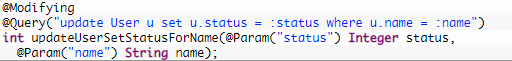 @Modifying
@Query("update User u set u.status = :status where u.name = :name")
int updateUserSetStatusForName(@Param("status") Integer status,
  @Param("name") String name);